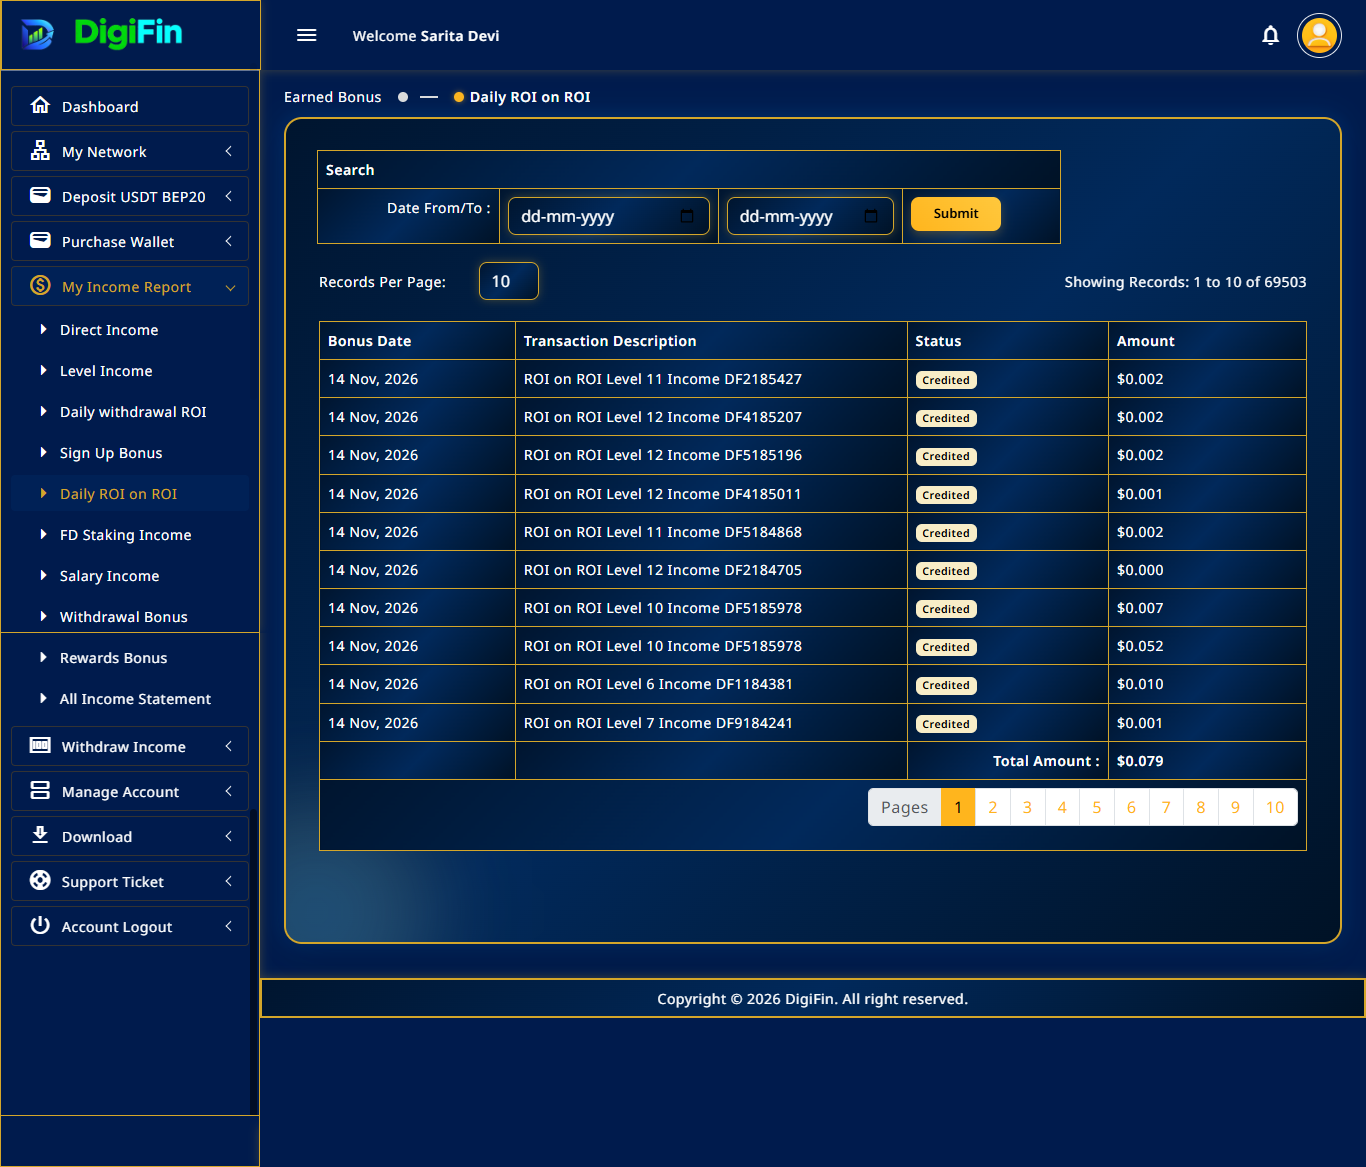 DigiFin
Welcome Sarita Devi
Dashboard
My Network
Deposit USDT BEP20
Purchase Wallet
My Income Report
Direct Income
Level Income
Daily withdrawal ROI
Sign Up Bonus
Daily ROI on ROI
FD Staking Income
Salary Income
Withdrawal Bonus
Rewards Bonus
All Income Statement
Withdraw Income
Manage Account
Download
Support Ticket
Account Logout
Earned Bonus Daily ROI on ROI
Search
Date From/To : dd-mm-yyyy dd-mm-yyyy Submit
Records Per Page: 10 Showing Records: 1 to 10 of 69503
Bonus Date Transaction Description Status Amount
14 Nov, 2026 ROI on ROI Level 11 Income DF2185427 Credited $0.002
14 Nov, 2026 ROI on ROI Level 12 Income DF4185207 Credited $0.002
14 Nov, 2026 ROI on ROI Level 12 Income DF5185196 Credited $0.002
14 Nov, 2026 ROI on ROI Level 12 Income DF4185011 Credited $0.001
14 Nov, 2026 ROI on ROI Level 11 Income DF5184868 Credited $0.002
14 Nov, 2026 ROI on ROI Level 12 Income DF2184705 Credited $0.000
14 Nov, 2026 ROI on ROI Level 10 Income DF5185978 Credited $0.007
14 Nov, 2026 ROI on ROI Level 10 Income DF5185978 Credited $0.052
14 Nov, 2026 ROI on ROI Level 6 Income DF1184381 Credited $0.010
14 Nov, 2026 ROI on ROI Level 7 Income DF9184241 Credited $0.001
Total Amount : $0.079
Pages 1 2 3 4 5 6 7 8 9 10
Copyright © 2026 DigiFin. All right reserved.